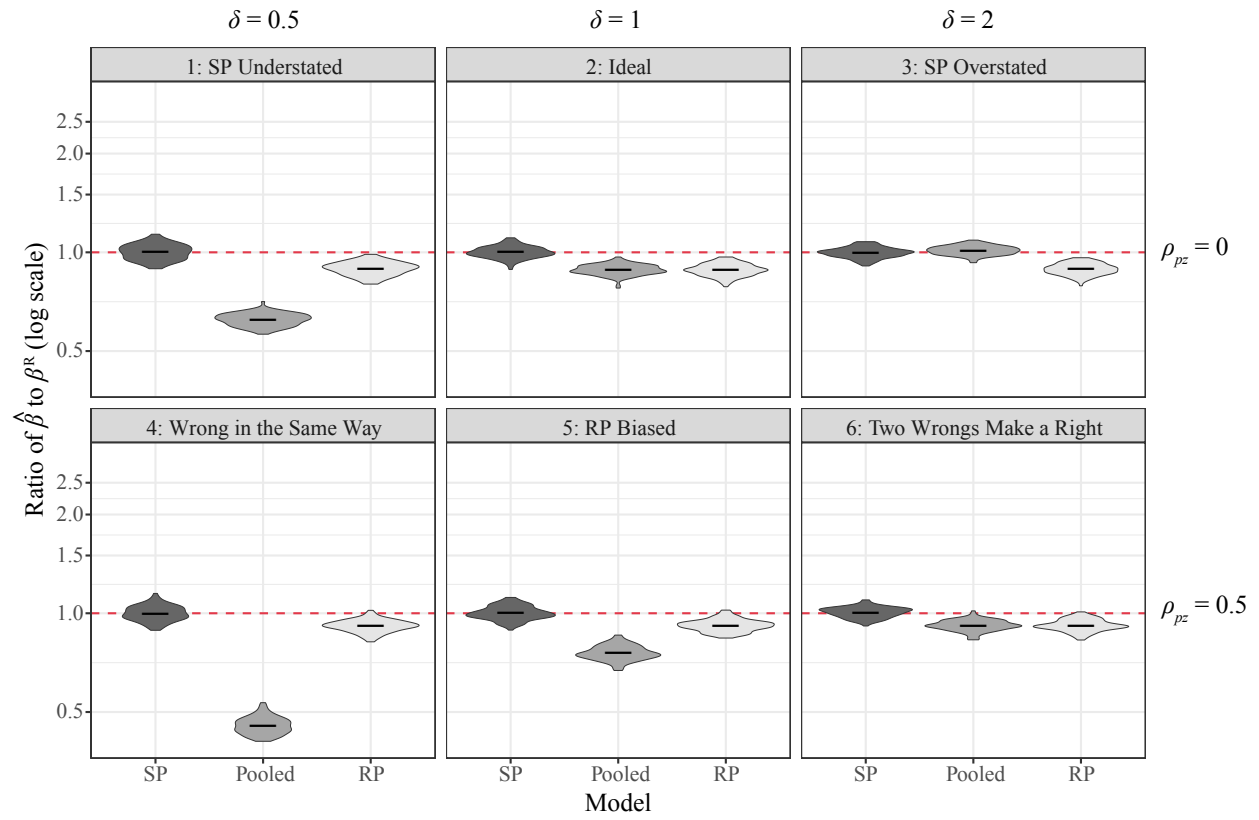 δ = 0.5
δ = 1
δ = 2
1: SP Understated
2: Ideal
3: SP Overstated
2.5
2.0
1.5
1.0
0.5
ρpz = 0
Ratio of β̂ to βᴿ (log scale)
4: Wrong in the Same Way
5: RP Biased
6: Two Wrongs Make a Right
2.5
2.0
1.5
1.0
0.5
ρpz = 0.5
SP Pooled RP
SP Pooled RP
SP Pooled RP
Model